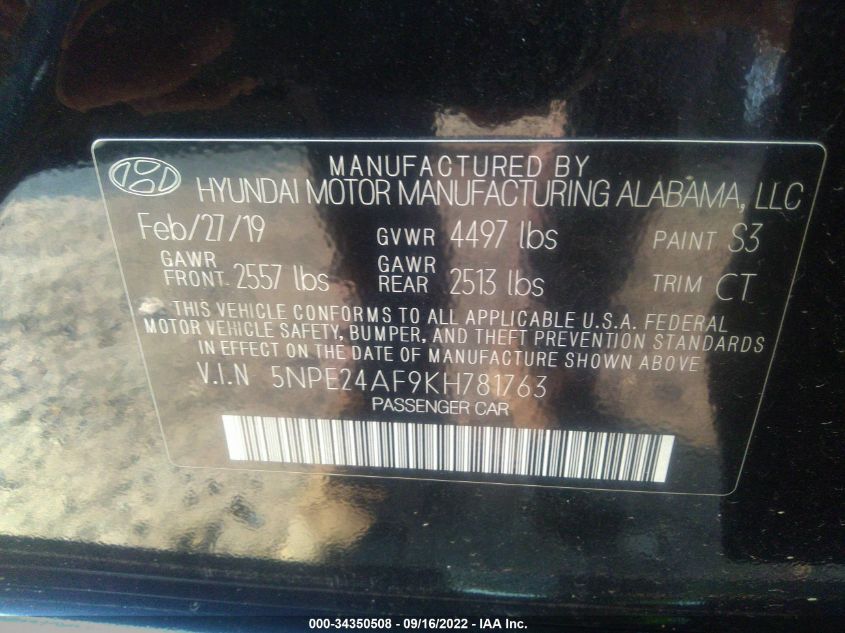 MANUFACTURED BY
HYUNDAI MOTOR MANUFACTURING ALABAMA, LLC
Feb/27/19 GVWR 4497 lbs PAINT S3
GAWR FRONT 2557 lbs GAWR REAR 2513 lbs TRIM CT
THIS VEHICLE CONFORMS TO ALL APPLICABLE U.S.A. FEDERAL
MOTOR VEHICLE SAFETY, BUMPER, AND THEFT PREVENTION STANDARDS
IN EFFECT ON THE DATE OF MANUFACTURE SHOWN ABOVE
V.I.N 5NPE24AF9KH781763
PASSENGER CAR
000-34350508 - 09/16/2022 - IAA Inc.